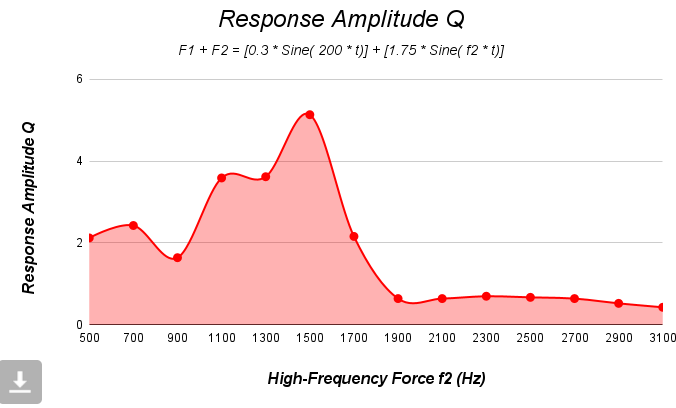 Response Amplitude Q
F1 + F2 = [0.3 * Sine( 200 * t)] + [1.75 * Sine( f2 * t)]
Response Amplitude Q
6
4
2
0
500 700 900 1100 1300 1500 1700 1900 2100 2300 2500 2700 2900 3100
High-Frequency Force f2 (Hz)